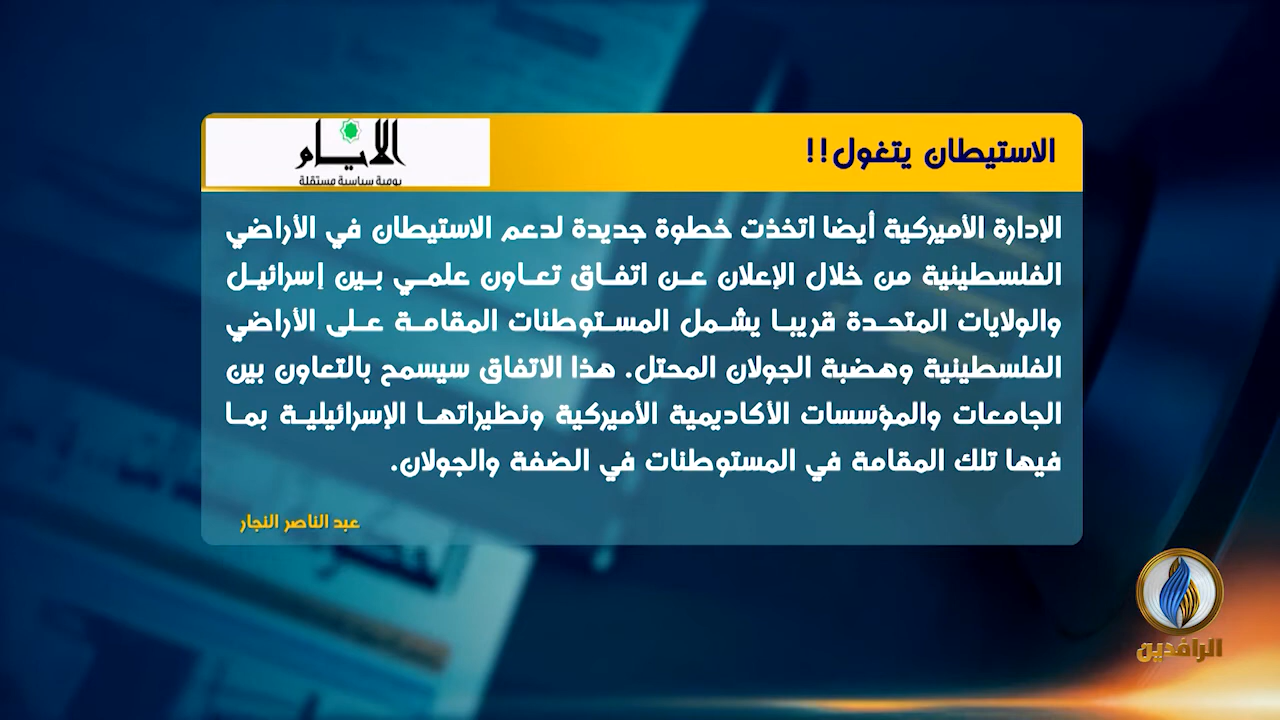 الاستيطان يتغول!!
الايام
يومية سياسية مستقلة
الإدارة الأميركية أيضا اتخذت خطوة جديدة لدعم الاستيطان في الأراضي
الفلسطينية من خلال الإعلان عن اتفاق تعاون علمي بين إسرائيل
والولايات المتحدة قريبا يشمل المستوطنات المقامة على الأراضي
الفلسطينية وهضبة الجولان المحتل. هذا الاتفاق سيسمح بالتعاون بين
الجامعات والمؤسسات الأكاديمية الأميركية ونظيراتها الإسرائيلية بما
فيها تلك المقامة في المستوطنات في الضفة والجولان.
عبد الناصر النجار
الرافدين